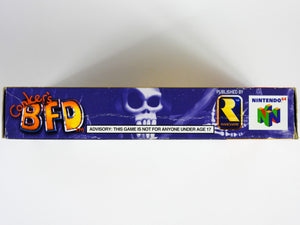 Conker's
BFD
ADVISORY: THIS GAME IS NOT FOR ANYONE UNDER AGE 17
PUBLISHED BY
R
NINTENDO 64
N